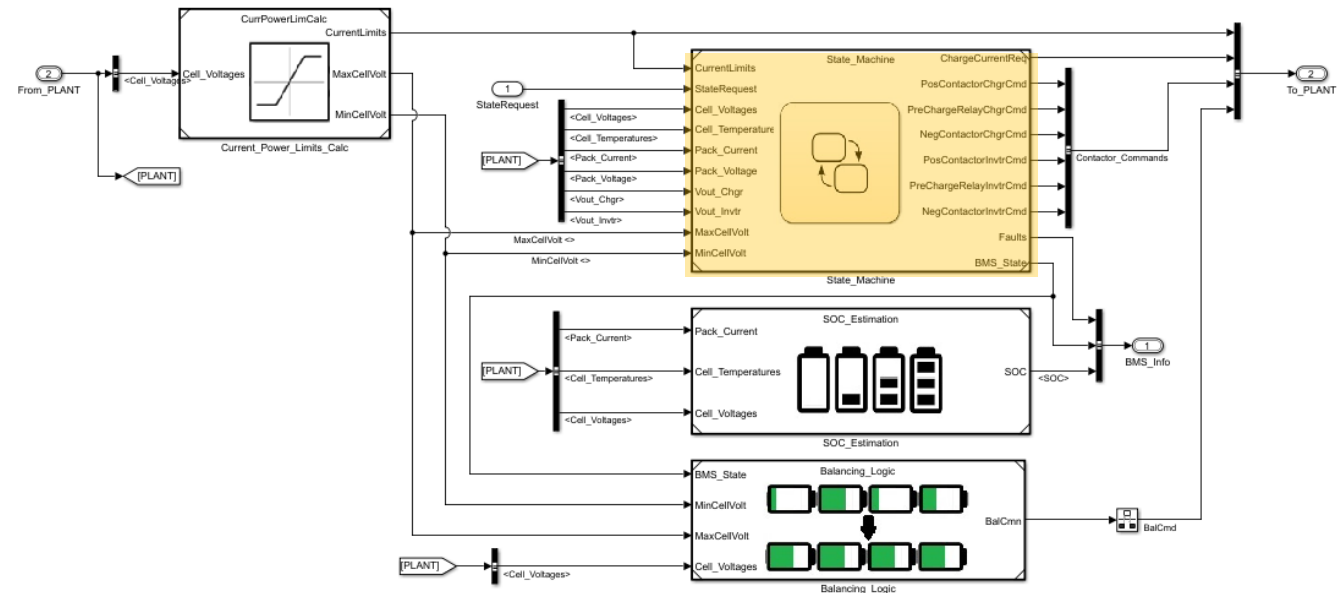 CurrPowerLimCalc
CurrentLimits
2
From_PLANT
<Cell_Voltages>
Cell_Voltages
MaxCellVolt
MinCellVolt
Current_Power_Limits_Calc
[PLANT]
1
StateRequest
[PLANT]
<Cell_Voltages>
<Cell_Temperatures>
<Pack_Current>
<Pack_Voltage>
<Vout_Chgr>
<Vout_Invtr>
MaxCellVolt <>
MinCellVolt <>
State_Machine
CurrentLimits
StateRequest
Cell_Voltages
Cell_Temperature
Pack_Current
Pack_Voltage
Vout_Chgr
Vout_Invtr
MaxCellVolt
MinCellVolt
ChargeCurrentReq
PosContactorChgrCmd
PreChargeRelayChgrCmd
NegContactorChgrCmd
PosContactorInvtrCmd
PreChargeRelayInvtrCmd
NegContactorInvtrCmd
Faults
BMS_State
State_Machine
Contactor_Commands
2
To_PLANT
[PLANT]
<Pack_Current>
<Cell_Temperatures>
<Cell_Voltages>
SOC_Estimation
Pack_Current
Cell_Temperatures
Cell_Voltages
SOC
<SOC>
SOC_Estimation
1
BMS_Info
Balancing_Logic
BMS_State
MinCellVolt
MaxCellVolt
Cell_Voltages
BalCmn
BalCmd
[PLANT]
<Cell_Voltages>
Balancing_Logic